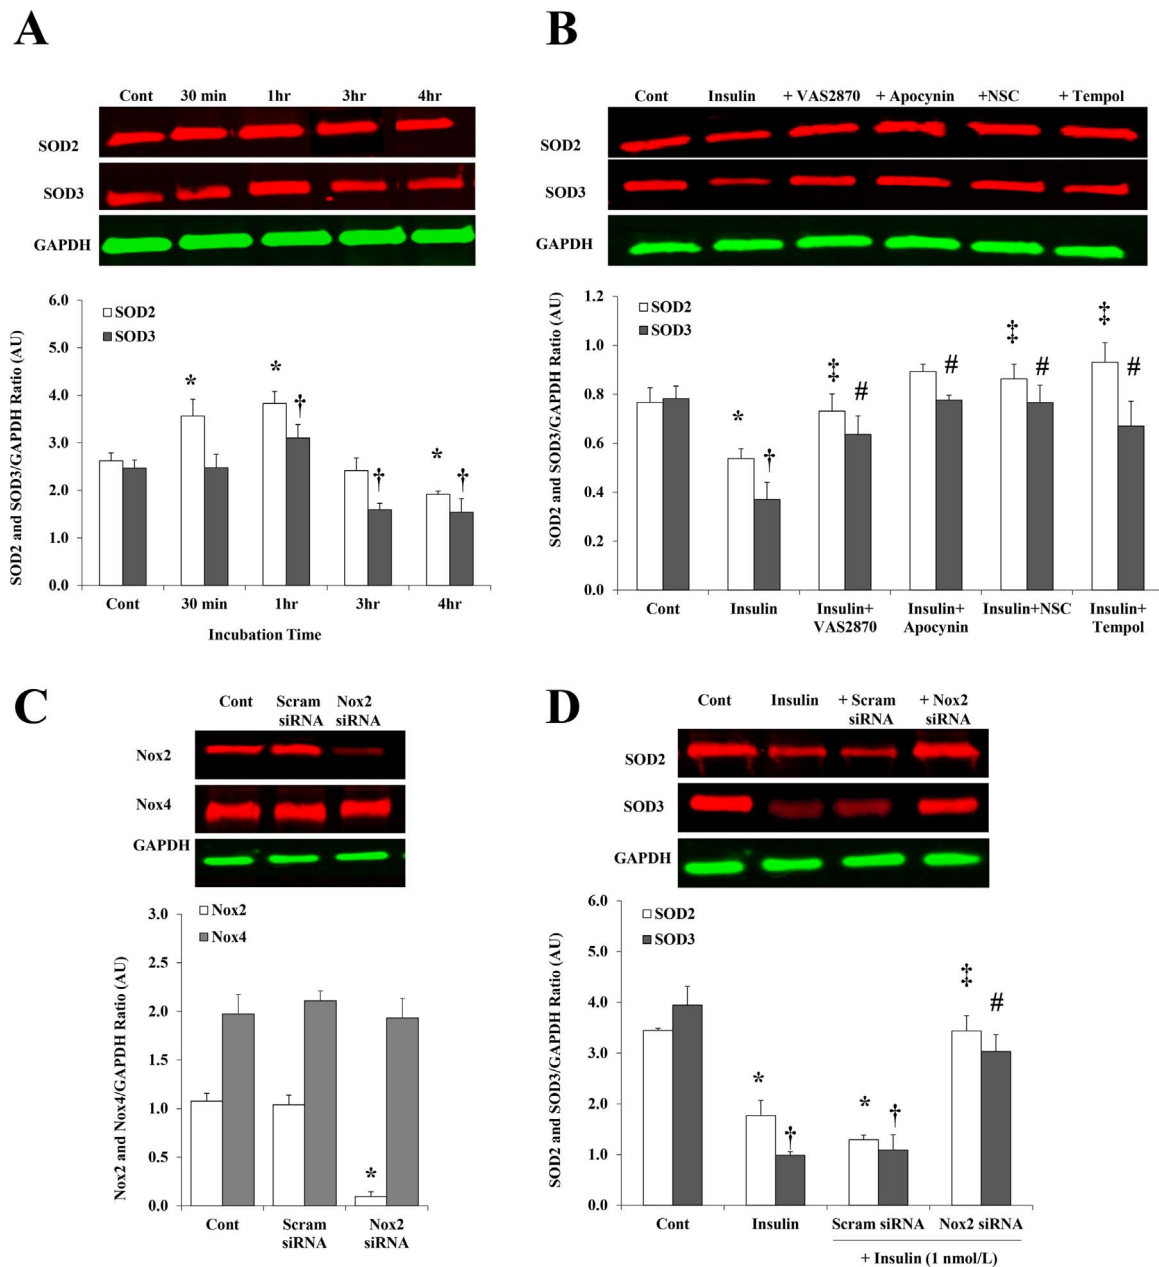 A
Cont 30 min 1hr 3hr 4hr
SOD2
SOD3
GAPDH
6.0
5.0
4.0
3.0
2.0
1.0
0.0
SOD2 and SOD3/GAPDH Ratio (AU)
SOD2
SOD3
*
*
†
†
*
†
Cont 30 min 1hr 3hr 4hr
Incubation Time
B
Cont Insulin + VAS2870 + Apocynin +NSC + Tempol
SOD2
SOD3
GAPDH
1.2
1.0
0.8
0.6
0.4
0.2
0.0
SOD2 and SOD3/GAPDH Ratio (AU)
SOD2
SOD3
*
†
‡
#
#
‡
#
‡
#
Cont Insulin Insulin+ Insulin+ Insulin+NSC Insulin+
VAS2870 Apocynin Tempol
C
Cont Scram Nox2
siRNA siRNA
Nox2
Nox4
GAPDH
3.0
2.5
2.0
1.5
1.0
0.5
0.0
Nox2 and Nox4/GAPDH Ratio (AU)
Nox2
Nox4
*
Cont Scram Nox2
siRNA siRNA
D
Cont Insulin + Scram + Nox2
siRNA siRNA
SOD2
SOD3
GAPDH
6.0
5.0
4.0
3.0
2.0
1.0
0.0
SOD2 and SOD3/GAPDH Ratio (AU)
SOD2
SOD3
*
†
*
†
‡
#
Cont Insulin Scram siRNA Nox2 siRNA
+ Insulin (1 nmol/L)